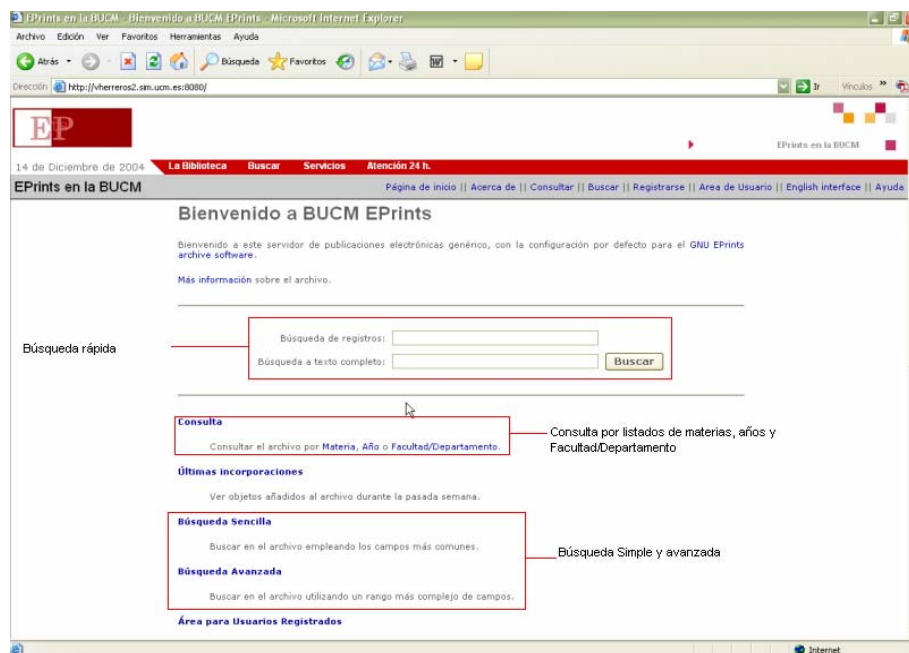 EPrints en la BUCM - Bienvenido a BUCM EPrints - Microsoft Internet Explorer
Archivo Edición Ver Favoritos Herramientas Ayuda
Atrás Búsqueda Favoritos
Dirección http://vherreros2.sim.ucm.es:8080/ Ir Vínculos »
EP
EPrints en la BUCM
14 de Diciembre de 2004 La Biblioteca Buscar Servicios Atención 24 h.
EPrints en la BUCM Página de inicio || Acerca de || Consultar || Buscar || Registrarse || Area de Usuario || English interface || Ayuda
Bienvenido a BUCM EPrints
Bienvenido a este servidor de publicaciones electrónicas genérico, con la configuración por defecto para el GNU EPrints
archive software.
Más información sobre el archivo.
Búsqueda rápida
Búsqueda de registros:
Búsqueda a texto completo: Buscar
Consulta
Consultar el archivo por Materia, Año o Facultad/Departamento.
Consulta por listados de materias, años y
Facultad/Departamento
Últimas incorporaciones
Ver objetos añadidos al archivo durante la pasada semana.
Búsqueda Sencilla
Buscar en el archivo empleando los campos más comunes.
Búsqueda Simple y avanzada
Búsqueda Avanzada
Buscar en el archivo utilizando un rango más complejo de campos.
Área para Usuarios Registrados
Internet